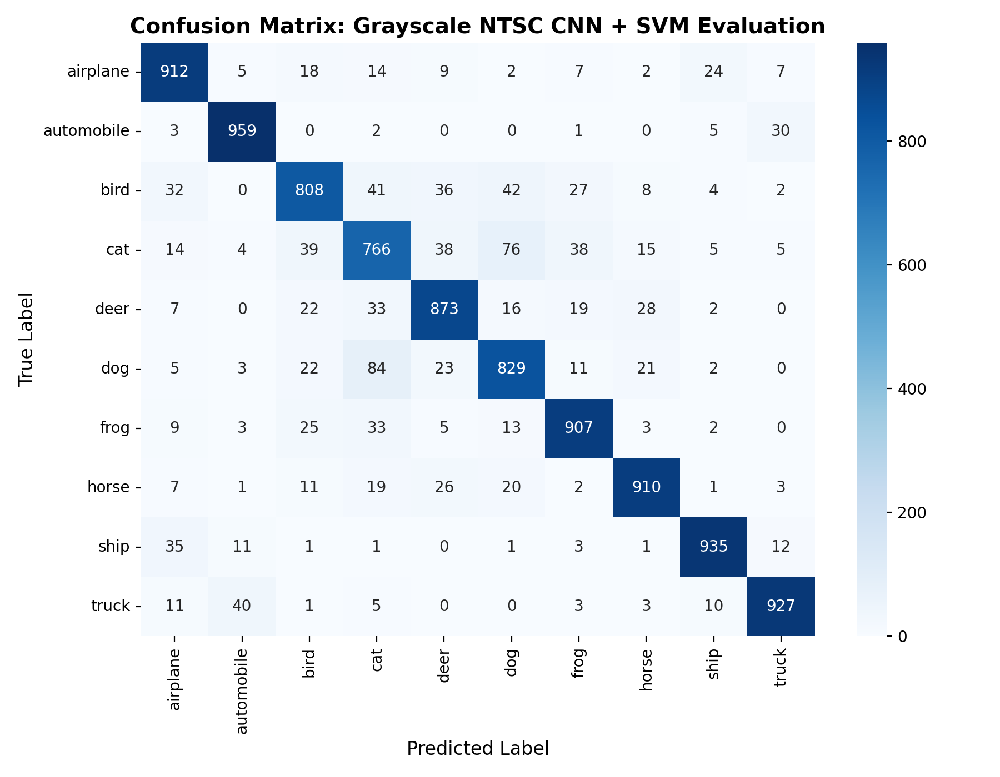 Confusion Matrix: Grayscale NTSC CNN + SVM Evaluation
airplane 912 5 18 14 9 2 7 2 24 7
automobile 3 959 0 2 0 0 1 0 5 30
bird 32 0 808 41 36 42 27 8 4 2
cat 14 4 39 766 38 76 38 15 5 5
deer 7 0 22 33 873 16 19 28 2 0
dog 5 3 22 84 23 829 11 21 2 0
frog 9 3 25 33 5 13 907 3 2 0
horse 7 1 11 19 26 20 2 910 1 3
ship 35 11 1 1 0 1 3 1 935 12
truck 11 40 1 5 0 0 3 3 10 927
True Label
airplane automobile bird cat deer dog frog horse ship truck
Predicted Label
800
600
400
200
0